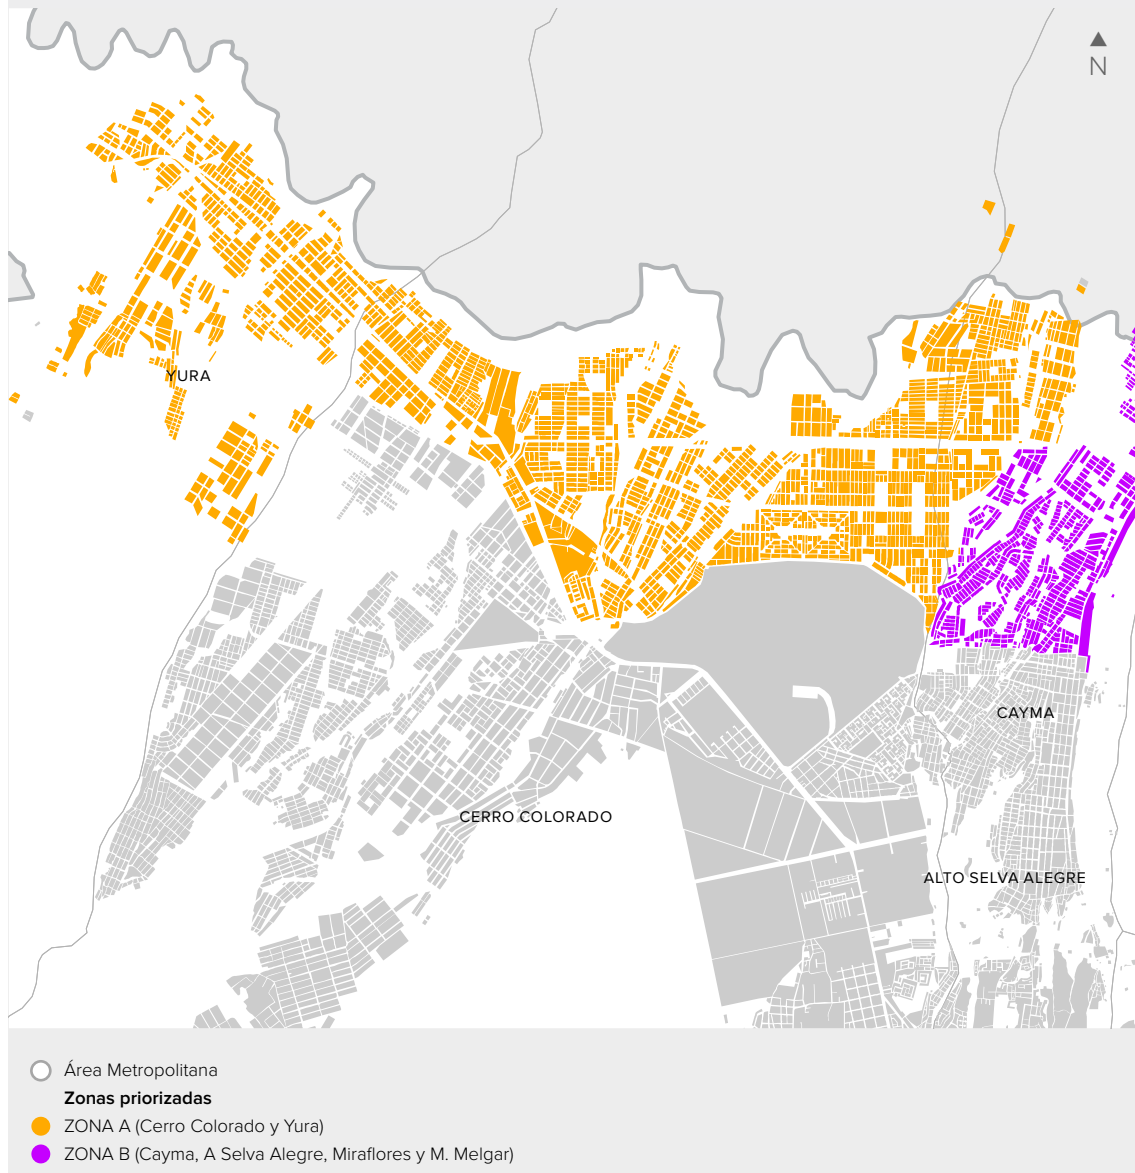 N
YURA
CAYMA
CERRO COLORADO
ALTO SELVA ALEGRE
Área Metropolitana
Zonas priorizadas
ZONA A (Cerro Colorado y Yura)
ZONA B (Cayma, A Selva Alegre, Miraflores y M. Melgar)